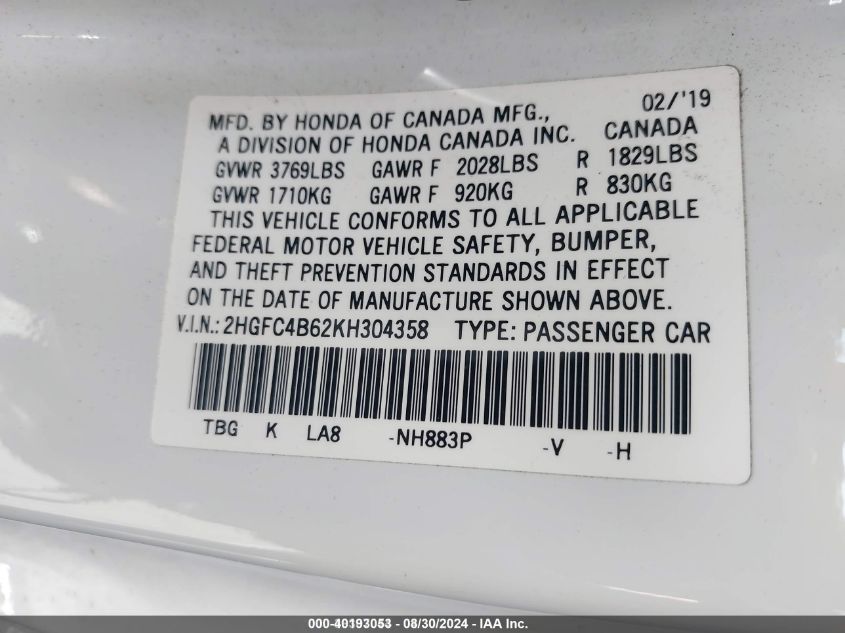 MFD. BY HONDA OF CANADA MFG., 02/'19
A DIVISION OF HONDA CANADA INC. CANADA
GVWR 3769LBS GAWR F 2028LBS R 1829LBS
GVWR 1710KG GAWR F 920KG R 830KG
THIS VEHICLE CONFORMS TO ALL APPLICABLE
FEDERAL MOTOR VEHICLE SAFETY, BUMPER,
AND THEFT PREVENTION STANDARDS IN EFFECT
ON THE DATE OF MANUFACTURE SHOWN ABOVE.
V.I.N.: 2HGFC4B62KH304358 TYPE: PASSENGER CAR
TBG K LA8 -NH883P -V -H
000-40193053 - 08/30/2024 - IAA Inc.